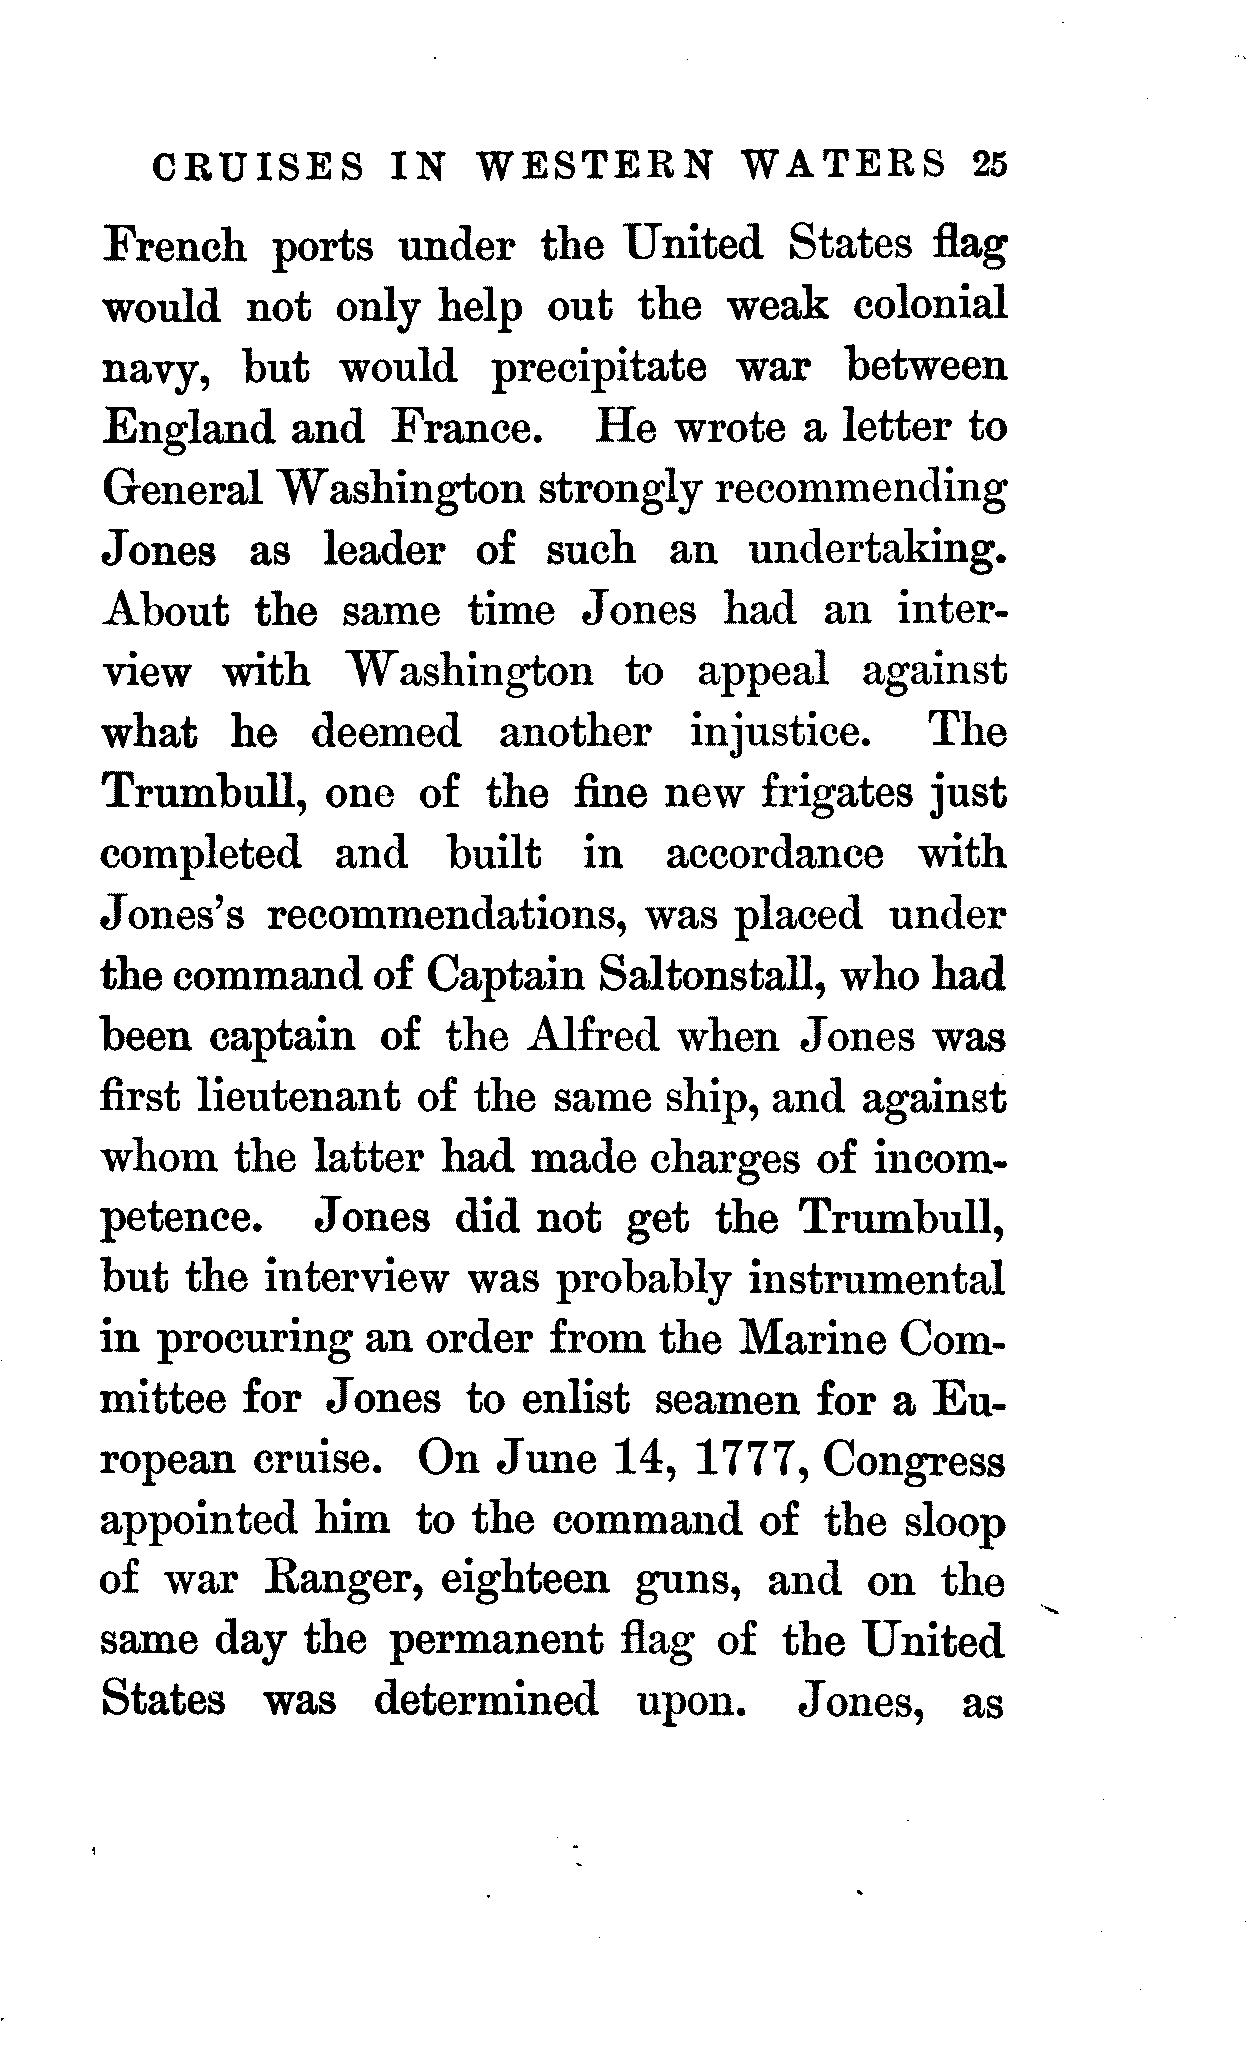 CRUISES IN WESTERN WATERS 25
French ports under the United States flag
would not only help out the weak colonial
navy, but would precipitate war between
England and France. He wrote a letter to
General Washington strongly recommending
Jones as leader of such an undertaking.
About the same time Jones had an inter-
view with Washington to appeal against
what he deemed another injustice. The
Trumbull, one of the fine new frigates just
completed and built in accordance with
Jones's recommendations, was placed under
the command of Captain Saltonstall, who had
been captain of the Alfred when Jones was
first lieutenant of the same ship, and against
whom the latter had made charges of incom-
petence. Jones did not get the Trumbull,
but the interview was probably instrumental
in procuring an order from the Marine Com-
mittee for Jones to enlist seamen for a Eu-
ropean cruise. On June 14, 1777, Congress
appointed him to the command of the sloop
of war Ranger, eighteen guns, and on the
same day the permanent flag of the United
States was determined upon. Jones, as